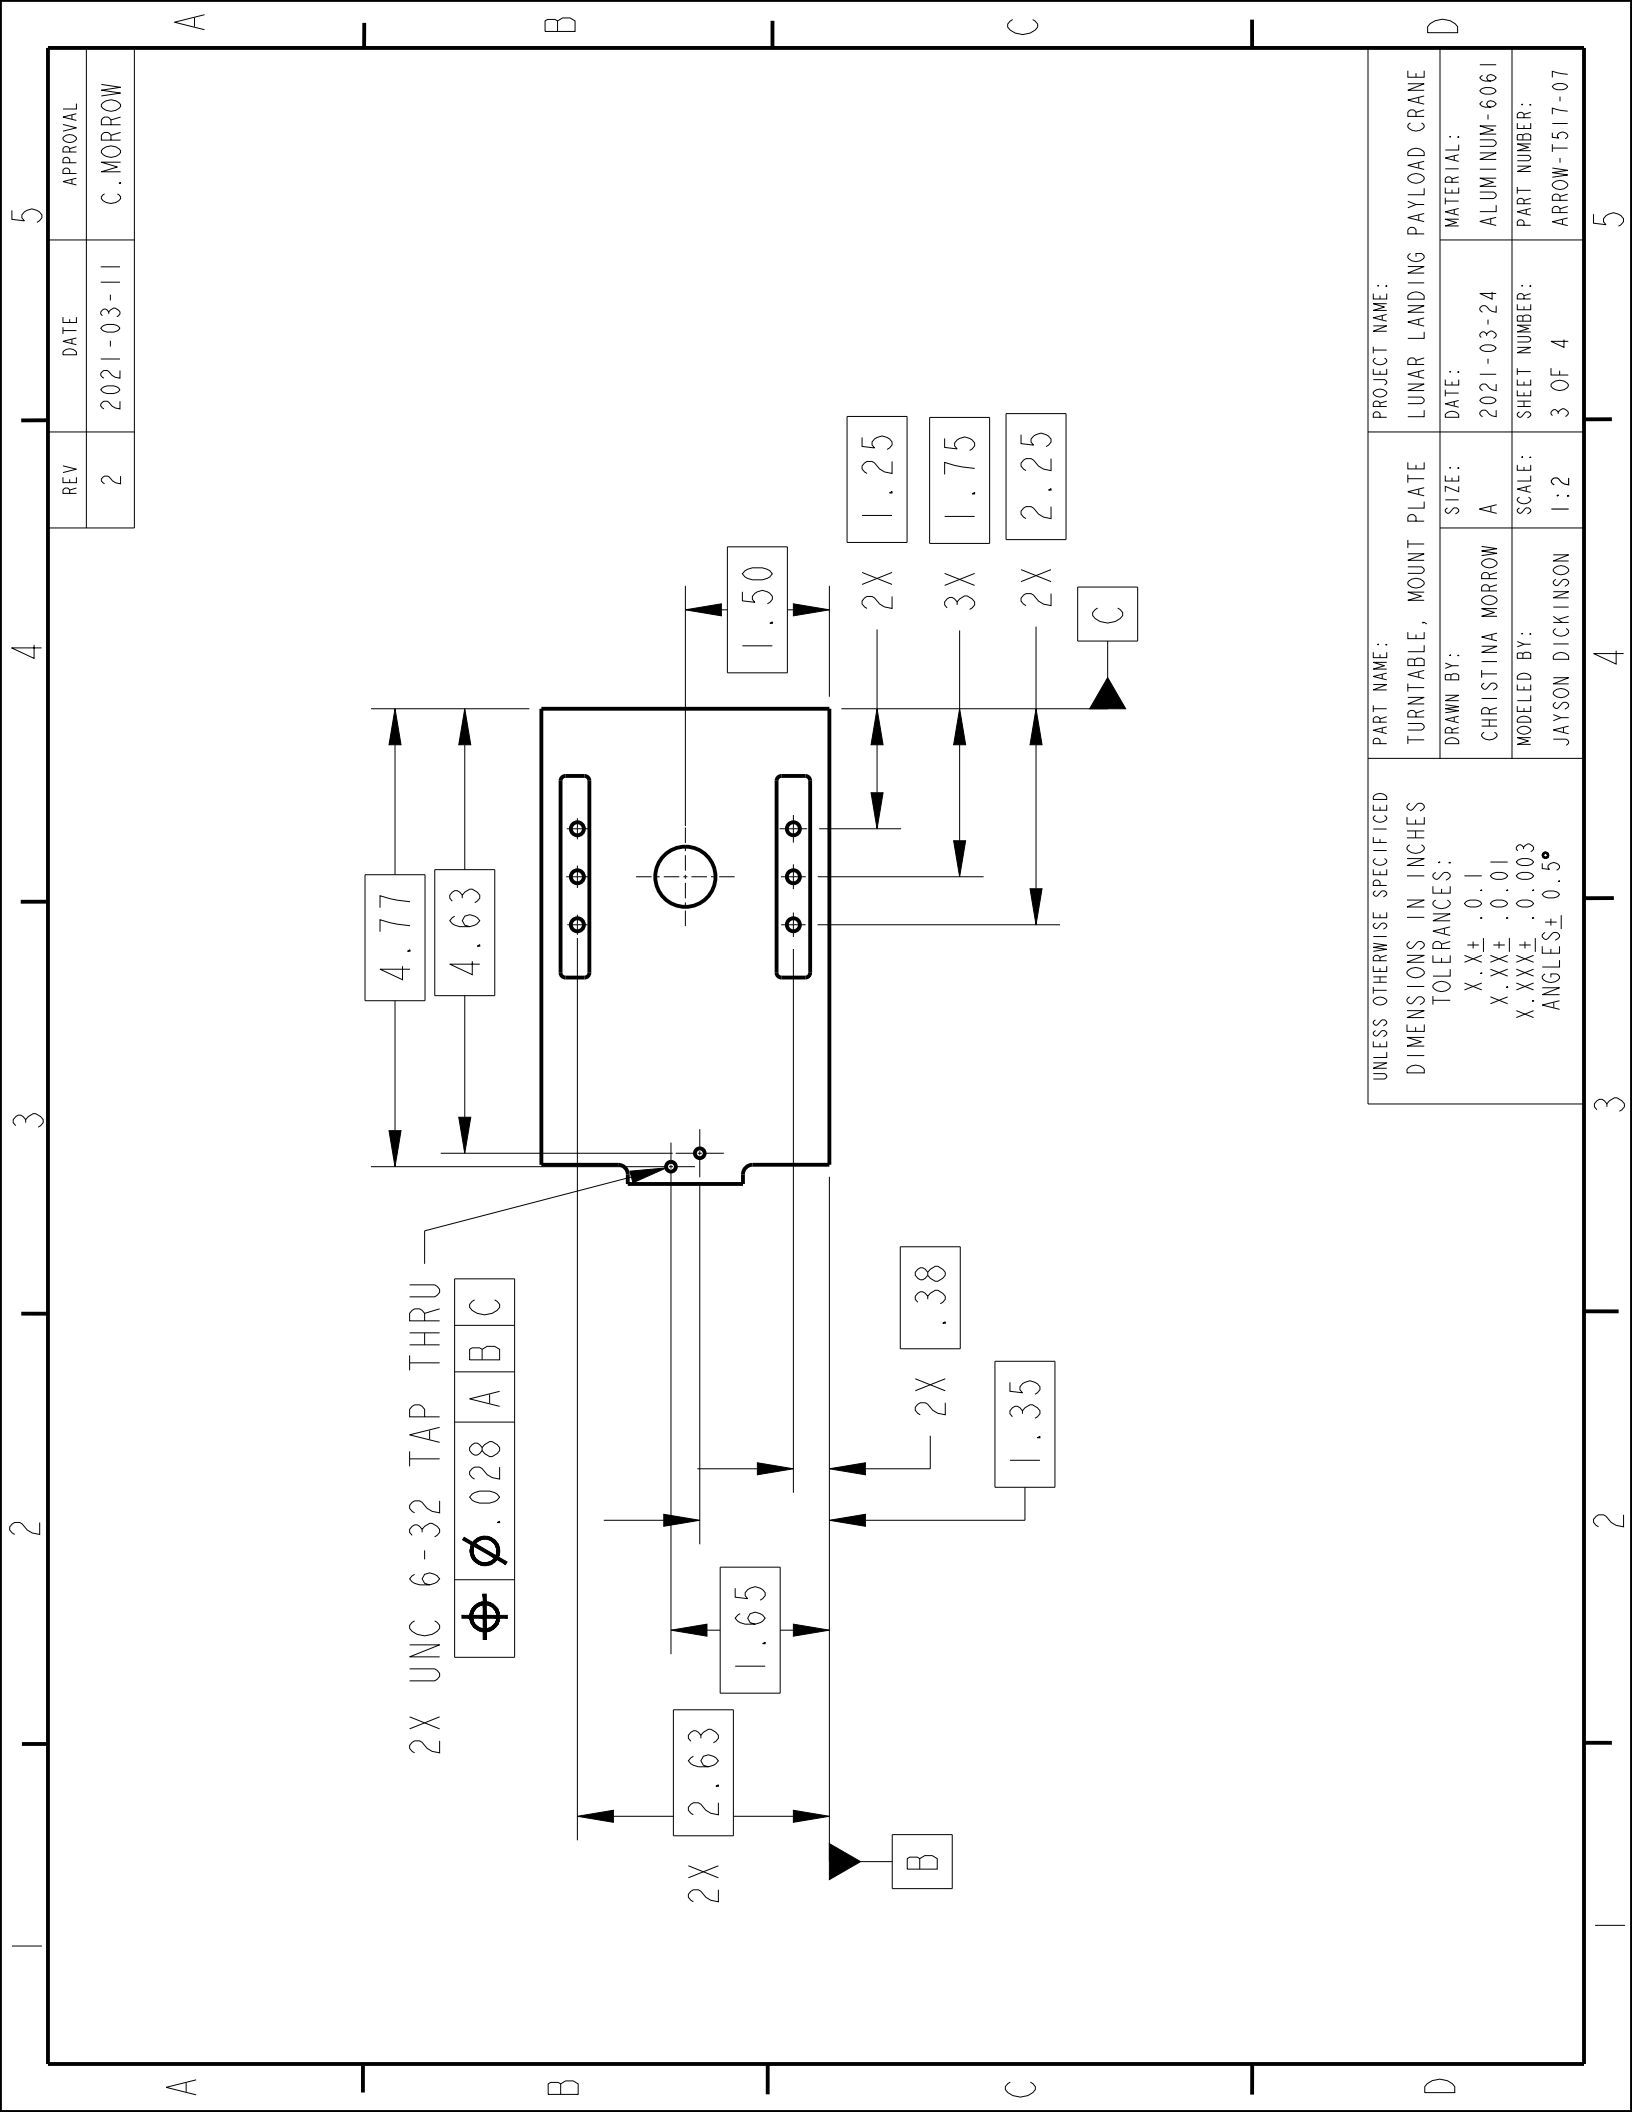 1 2 3 4 5
A
B
C
D
REV DATE APPROVAL
2 2021-03-11 C.MORROW
2X UNC 6-32 TAP THRU
⌖ ⌀.028 A B C
4.77
4.63
2X 2.63
1.65
1.50
2X .38
1.35
2X 1.25
3X 1.75
2X 2.25
B
C
UNLESS OTHERWISE SPECIFICED
DIMENSIONS IN INCHES
TOLERANCES:
X.X± .0.1
X.XX± .0.01
X.XXX± .0.003
ANGLES± 0.5°
PART NAME:
TURNTABLE, MOUNT PLATE
PROJECT NAME:
LUNAR LANDING PAYLOAD CRANE
DRAWN BY: SIZE: DATE: MATERIAL:
CHRISTINA MORROW A 2021-03-24 ALUMINUM-6061
MODELED BY: SCALE: SHEET NUMBER: PART NUMBER:
JAYSON DICKINSON 1:2 3 OF 4 ARROW-T517-07
A
B
C
D
1 2 3 4 5